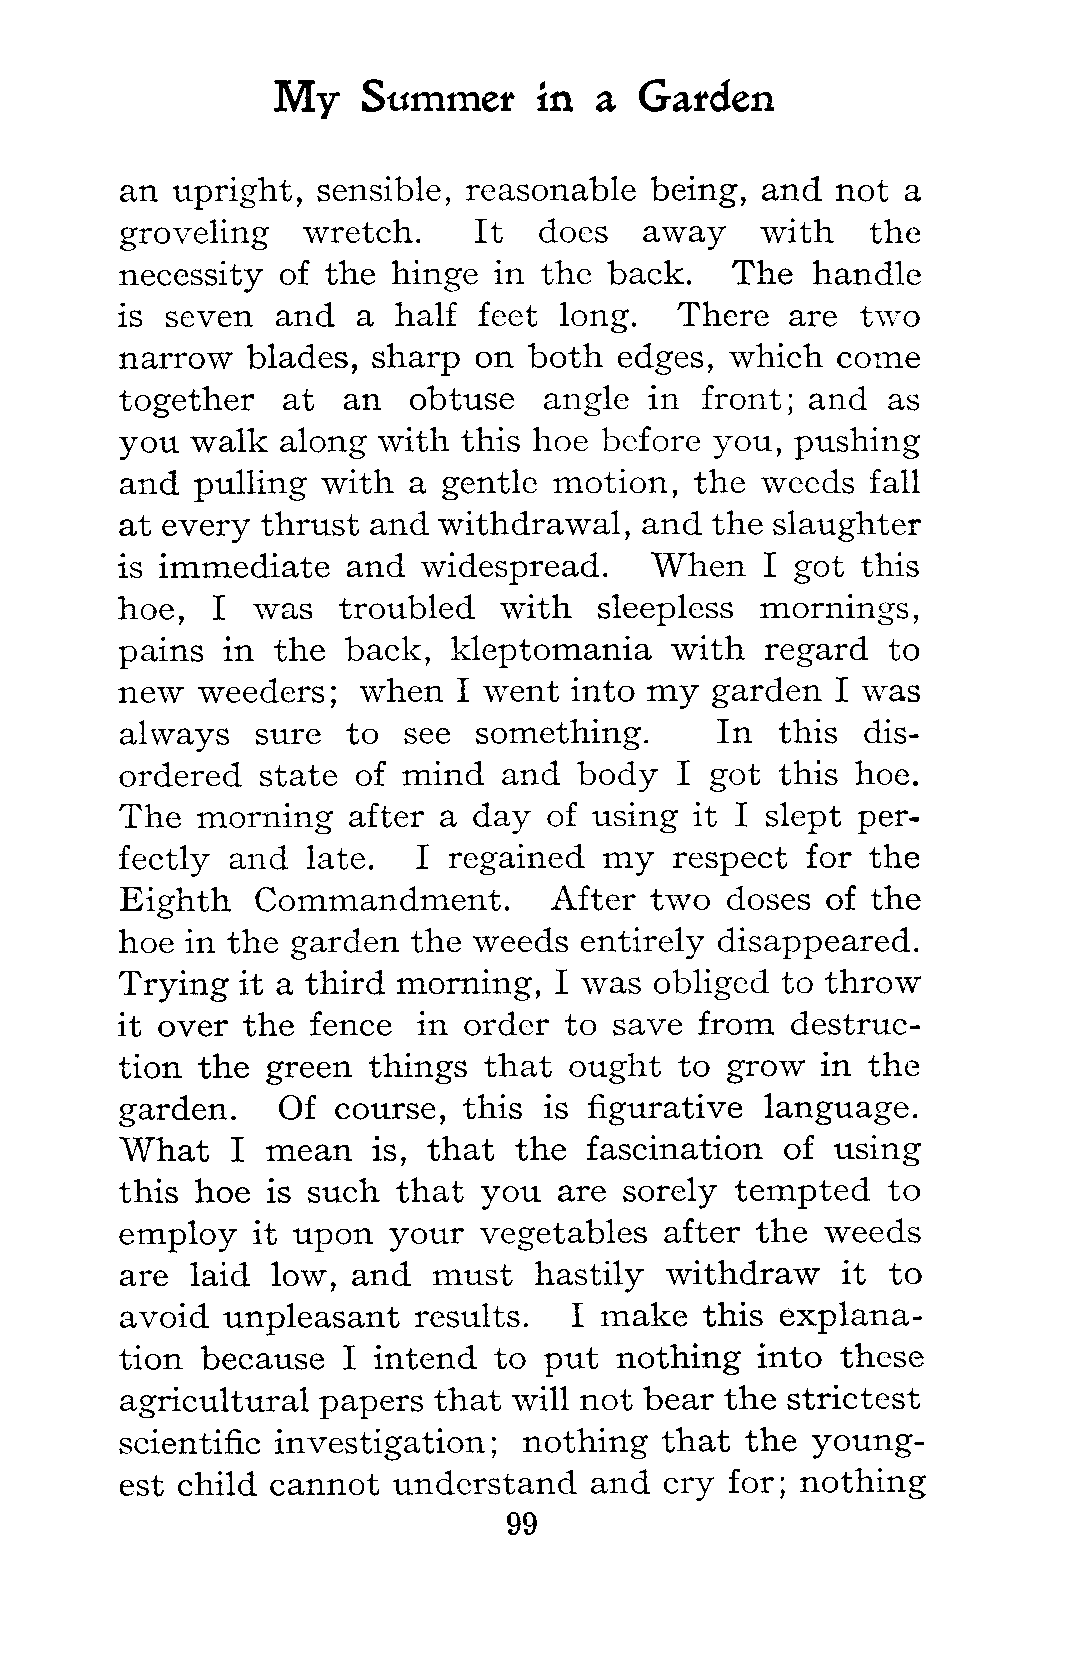 My Summer in a Garden
an upright, sensible, reasonable being, and not a
groveling wretch. It does away with the
necessity of the hinge in the back. The handle
is seven and a half feet long. There are two
narrow blades, sharp on both edges, which come
together at an obtuse angle in front; and as
you walk along with this hoe before you, pushing
and pulling with a gentle motion, the weeds fall
at every thrust and withdrawal, and the slaughter
is immediate and widespread. When I got this
hoe, I was troubled with sleepless mornings,
pains in the back, kleptomania with regard to
new weeders; when I went into my garden I was
always sure to see something. In this dis-
ordered state of mind and body I got this hoe.
The morning after a day of using it I slept per-
fectly and late. I regained my respect for the
Eighth Commandment. After two doses of the
hoe in the garden the weeds entirely disappeared.
Trying it a third morning, I was obliged to throw
it over the fence in order to save from destruc-
tion the green things that ought to grow in the
garden. Of course, this is figurative language.
What I mean is, that the fascination of using
this hoe is such that you are sorely tempted to
employ it upon your vegetables after the weeds
are laid low, and must hastily withdraw it to
avoid unpleasant results. I make this explana-
tion because I intend to put nothing into these
agricultural papers that will not bear the strictest
scientific investigation; nothing that the young-
est child cannot understand and cry for; nothing
99